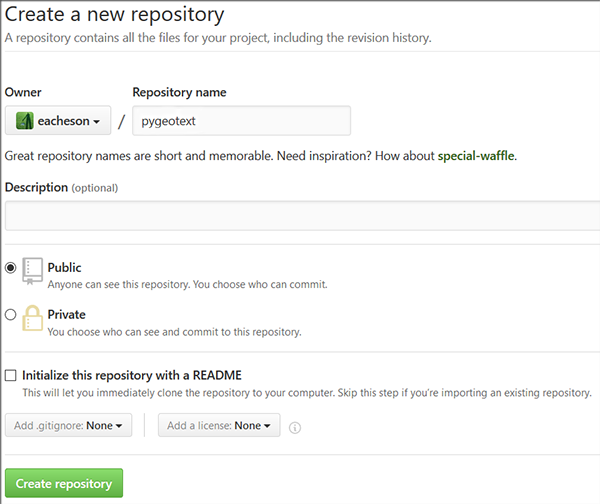 Create a new repository
A repository contains all the files for your project, including the revision history.
Owner Repository name
eacheson / pygeotext
Great repository names are short and memorable. Need inspiration? How about special-waffle.
Description (optional)
Public
Anyone can see this repository. You choose who can commit.
Private
You choose who can see and commit to this repository.
Initialize this repository with a README
This will let you immediately clone the repository to your computer. Skip this step if you're importing an existing repository.
Add .gitignore: None Add a license: None
Create repository